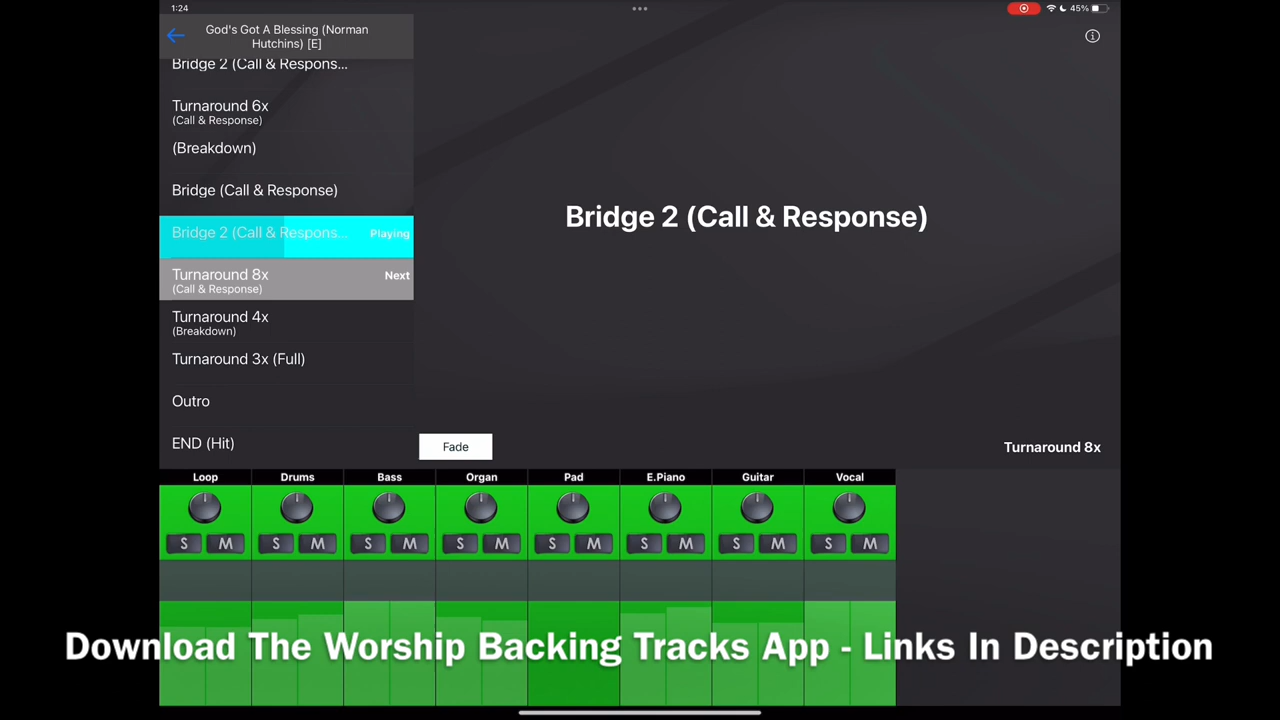 1:24
45%
God's Got A Blessing (Norman
Hutchins) [E]
Bridge 2 (Call & Respons...
Turnaround 6x
(Call & Response)
(Breakdown)
Bridge (Call & Response)
Bridge 2 (Call & Respons... Playing
Turnaround 8x Next
(Call & Response)
Turnaround 4x
(Breakdown)
Turnaround 3x (Full)
Outro
END (Hit)
Bridge 2 (Call & Response)
Fade
Turnaround 8x
Loop Drums Bass Organ Pad E.Piano Guitar Vocal
S M S M S M S M S M S M S M S M
Download The Worship Backing Tracks App - Links In Description